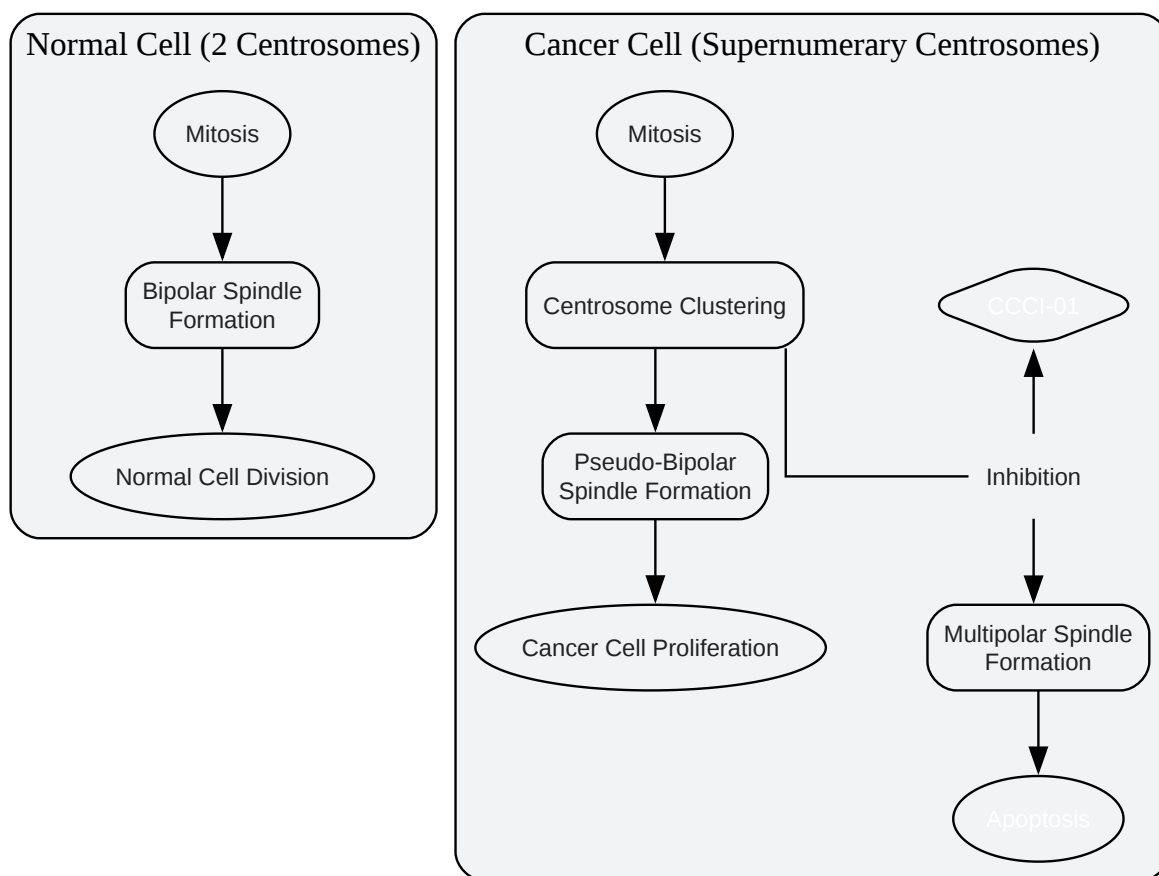 Normal Cell (2 Centrosomes)
Mitosis
Bipolar Spindle
Formation
Normal Cell Division
Cancer Cell (Supernumerary Centrosomes)
Mitosis
Centrosome Clustering
CCCI-01
Pseudo-Bipolar
Spindle Formation
Inhibition
Cancer Cell Proliferation
Multipolar Spindle
Formation
Apoptosis